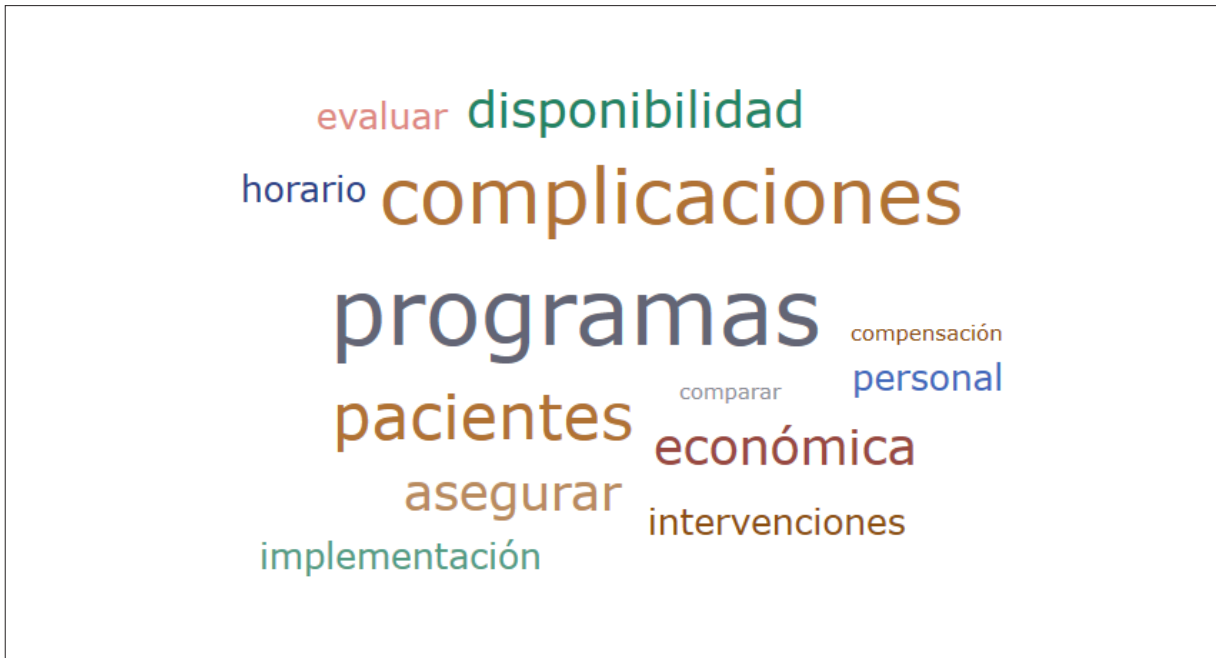 evaluar disponibilidad
horario complicaciones
programas
compensación
personal
comparar
pacientes
económica
asegurar
intervenciones
implementación